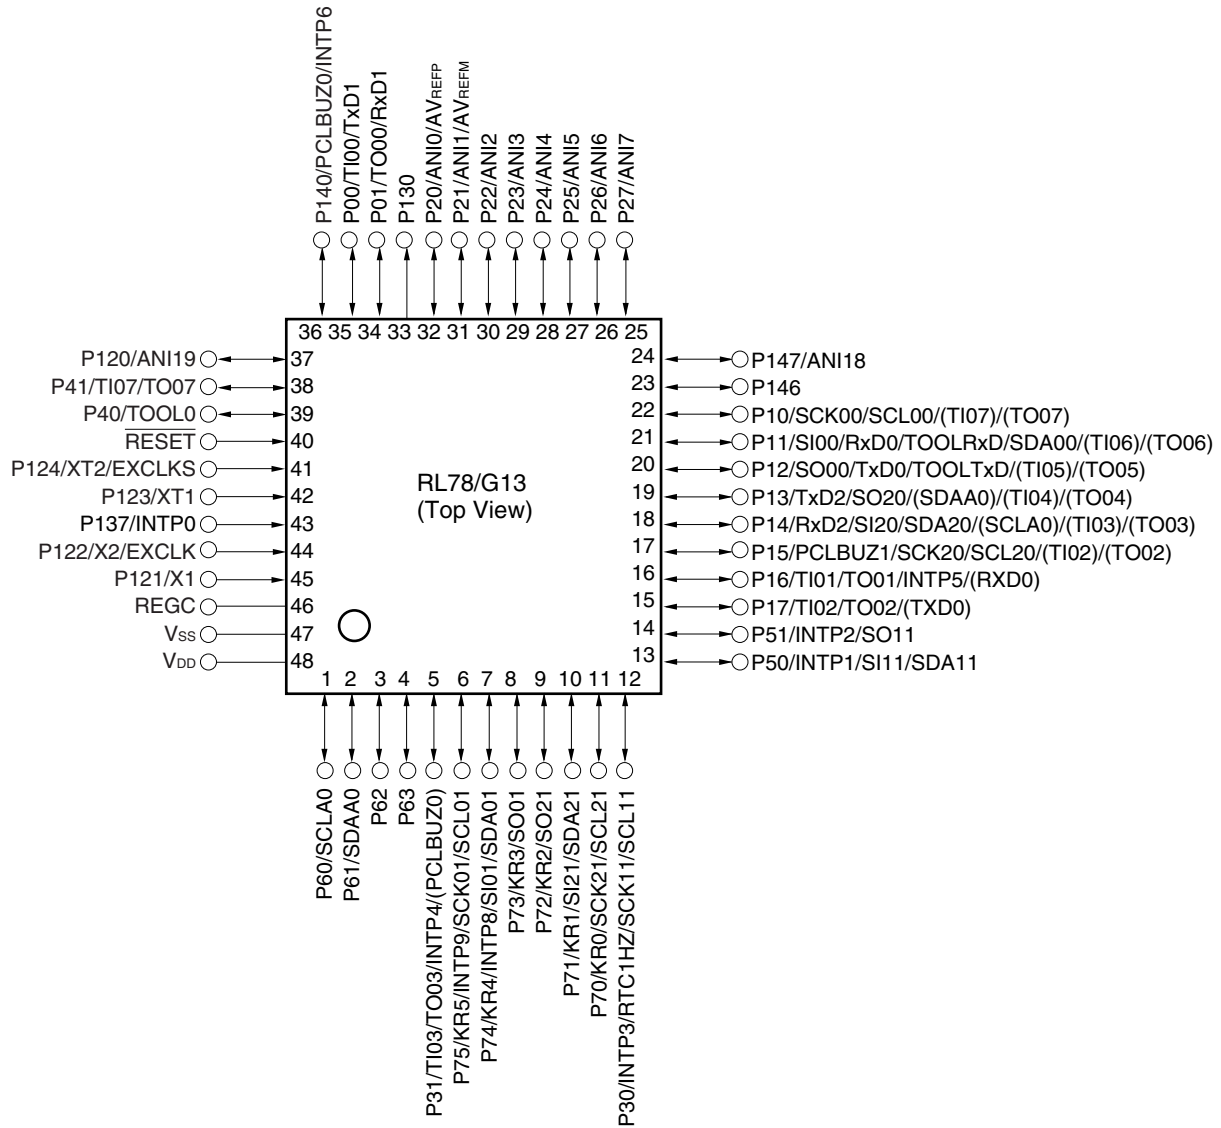 P140/PCLBUZ0/INTP6
P00/TI00/TxD1
P01/TO00/RxD1
P130
P20/ANI0/AVREFP
P21/ANI1/AVREFM
P22/ANI2
P23/ANI3
P24/ANI4
P25/ANI5
P26/ANI6
P27/ANI7
36 35 34 33 32 31 30 29 28 27 26 25
P120/ANI19 37
P41/TI07/TO07 38
P40/TOOL0 39
RESET 40
P124/XT2/EXCLKS 41
P123/XT1 42
P137/INTP0 43
P122/X2/EXCLK 44
P121/X1 45
REGC 46
VSS 47
VDD 48
RL78/G13
(Top View)
24 P147/ANI18
23 P146
22 P10/SCK00/SCL00/(TI07)/(TO07)
21 P11/SI00/RxD0/TOOLRxD/SDA00/(TI06)/(TO06)
20 P12/SO00/TxD0/TOOLTxD/(TI05)/(TO05)
19 P13/TxD2/SO20/(SDAA0)/(TI04)/(TO04)
18 P14/RxD2/SI20/SDA20/(SCLA0)/(TI03)/(TO03)
17 P15/PCLBUZ1/SCK20/SCL20/(TI02)/(TO02)
16 P16/TI01/TO01/INTP5/(RXD0)
15 P17/TI02/TO02/(TXD0)
14 P51/INTP2/SO11
13 P50/INTP1/SI11/SDA11
1 2 3 4 5 6 7 8 9 10 11 12
P60/SCLA0
P61/SDAA0
P62
P63
P31/TI03/TO03/INTP4/(PCLBUZ0)
P75/KR5/INTP9/SCK01/SCL01
P74/KR4/INTP8/SI01/SDA01
P73/KR3/SO01
P72/KR2/SO21
P71/KR1/SI21/SDA21
P70/KR0/SCK21/SCL21
P30/INTP3/RTC1HZ/SCK11/SCL11